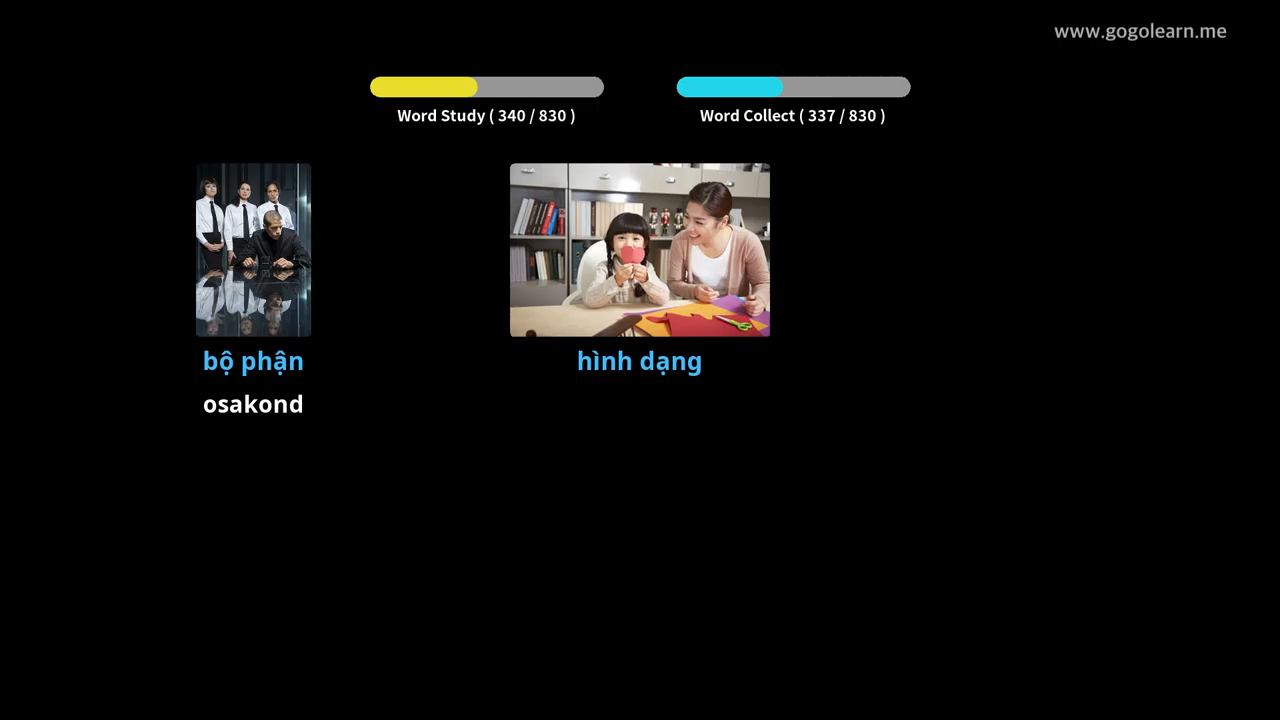 www.gogolearn.me
Word Study ( 340 / 830 )
Word Collect ( 337 / 830 )
bộ phận
hình dạng
osakond